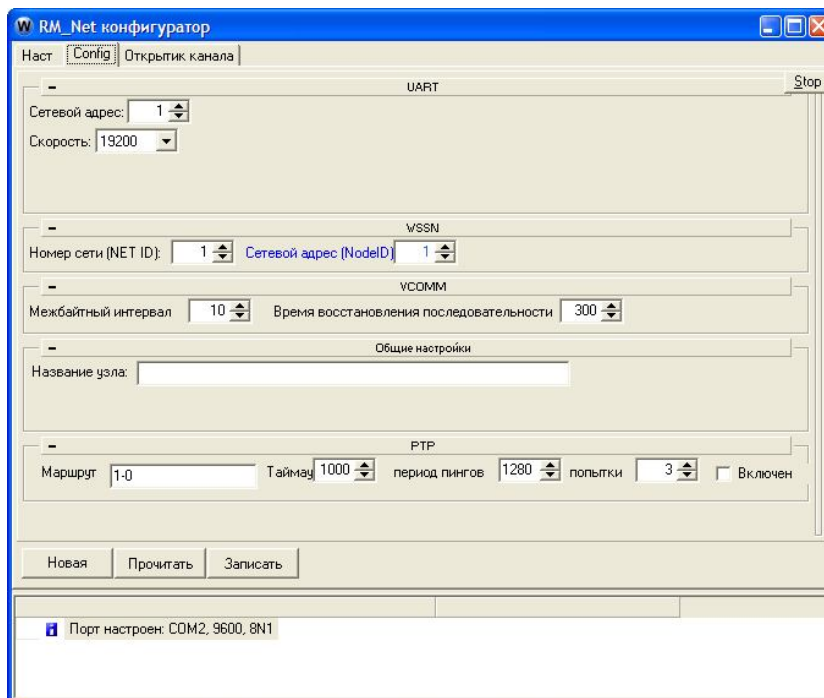 RM_Net конфигуратор
Наст Config Открытик канала
UART Stop
Сетевой адрес: 1
Скорость: 19200
WSSN
Номер сети (NET ID): 1 Сетевой адрес (NodeID) 1
VCOMM
Межбайтный интервал 10 Время восстановления последовательности 300
Общие настройки
Название узла:
PTP
Маршрут 1-0 Таймау 1000 период пингов 1280 попытки 3 Включен
Новая Прочитать Записать
Порт настроен: COM2, 9600, 8N1